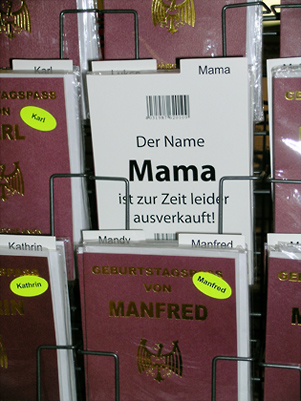 Karl
Mama
GEBURTSTAGSPASS
VON
KARL
Karl
Der Name
Mama
ist zur Zeit leider
ausverkauft!
Kathrin
Mandy
Manfred
Kathrin
GEBURTSTAGSPASS
VON
MANFRED
Manfred